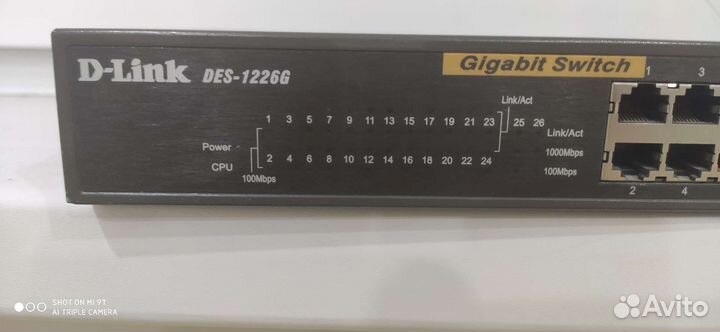 D-Link DES-1226G
Gigabit Switch
1 3
Link/Act
1 3 5 7 9 11 13 15 17 19 21 23 25 26
Link/Act
Power
1000Mbps
2 4 6 8 10 12 14 16 18 20 22 24
CPU
100Mbps
100Mbps
2 4
SHOT ON MI 9T
AI TRIPLE CAMERA
Avito